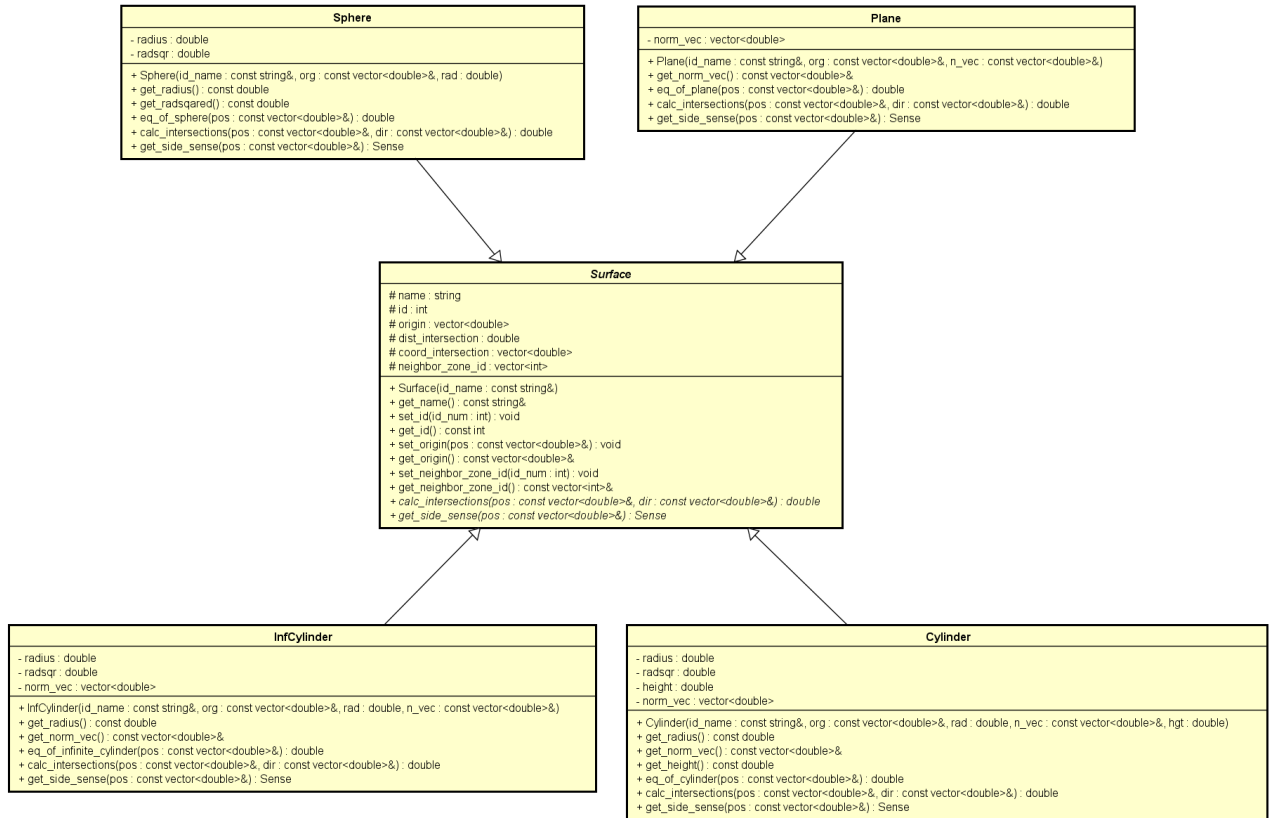 Sphere
- radius : double
- radsqr : double
+ Sphere(id_name : const string&, org : const vector<double>&, rad : double)
+ get_radius() : const double
+ get_radsqared() : const double
+ eq_of_sphere(pos : const vector<double>&) : double
+ calc_intersections(pos : const vector<double>&, dir : const vector<double>&) : double
+ get_side_sense(pos : const vector<double>&) : Sense
Plane
- norm_vec : vector<double>
+ Plane(id_name : const string&, org : const vector<double>&, n_vec : const vector<double>&)
+ get_norm_vec() : const vector<double>&
+ eq_of_plane(pos : const vector<double>&) : double
+ calc_intersections(pos : const vector<double>&, dir : const vector<double>&) : double
+ get_side_sense(pos : const vector<double>&) : Sense
Surface
# name : string
# id : int
# origin : vector<double>
# dist_intersection : double
# coord_intersection : vector<double>
# neighbor_zone_id : vector<int>
+ Surface(id_name : const string&)
+ get_name() : const string&
+ set_id(id_num : int) : void
+ get_id() : const int
+ set_origin(pos : const vector<double>&) : void
+ get_origin() : const vector<double>&
+ set_neighbor_zone_id(id_num : int) : void
+ get_neighbor_zone_id() : const vector<int>&
+ calc_intersections(pos : const vector<double>&, dir : const vector<double>&) : double
+ get_side_sense(pos : const vector<double>&) : Sense
InfCylinder
- radius : double
- radsqr : double
- norm_vec : vector<double>
+ InfCylinder(id_name : const string&, org : const vector<double>&, rad : double, n_vec : const vector<double>&)
+ get_radius() : const double
+ get_norm_vec() : const vector<double>&
+ eq_of_infinite_cylinder(pos : const vector<double>&) : double
+ calc_intersections(pos : const vector<double>&, dir : const vector<double>&) : double
+ get_side_sense(pos : const vector<double>&) : Sense
Cylinder
- radius : double
- radsqr : double
- height : double
- norm_vec : vector<double>
+ Cylinder(id_name : const string&, org : const vector<double>&, rad : double, n_vec : const vector<double>&, hgt : double)
+ get_radius() : const double
+ get_norm_vec() : const vector<double>&
+ get_height() : const double
+ eq_of_cylinder(pos : const vector<double>&) : double
+ calc_intersections(pos : const vector<double>&, dir : const vector<double>&) : double
+ get_side_sense(pos : const vector<double>&) : Sense